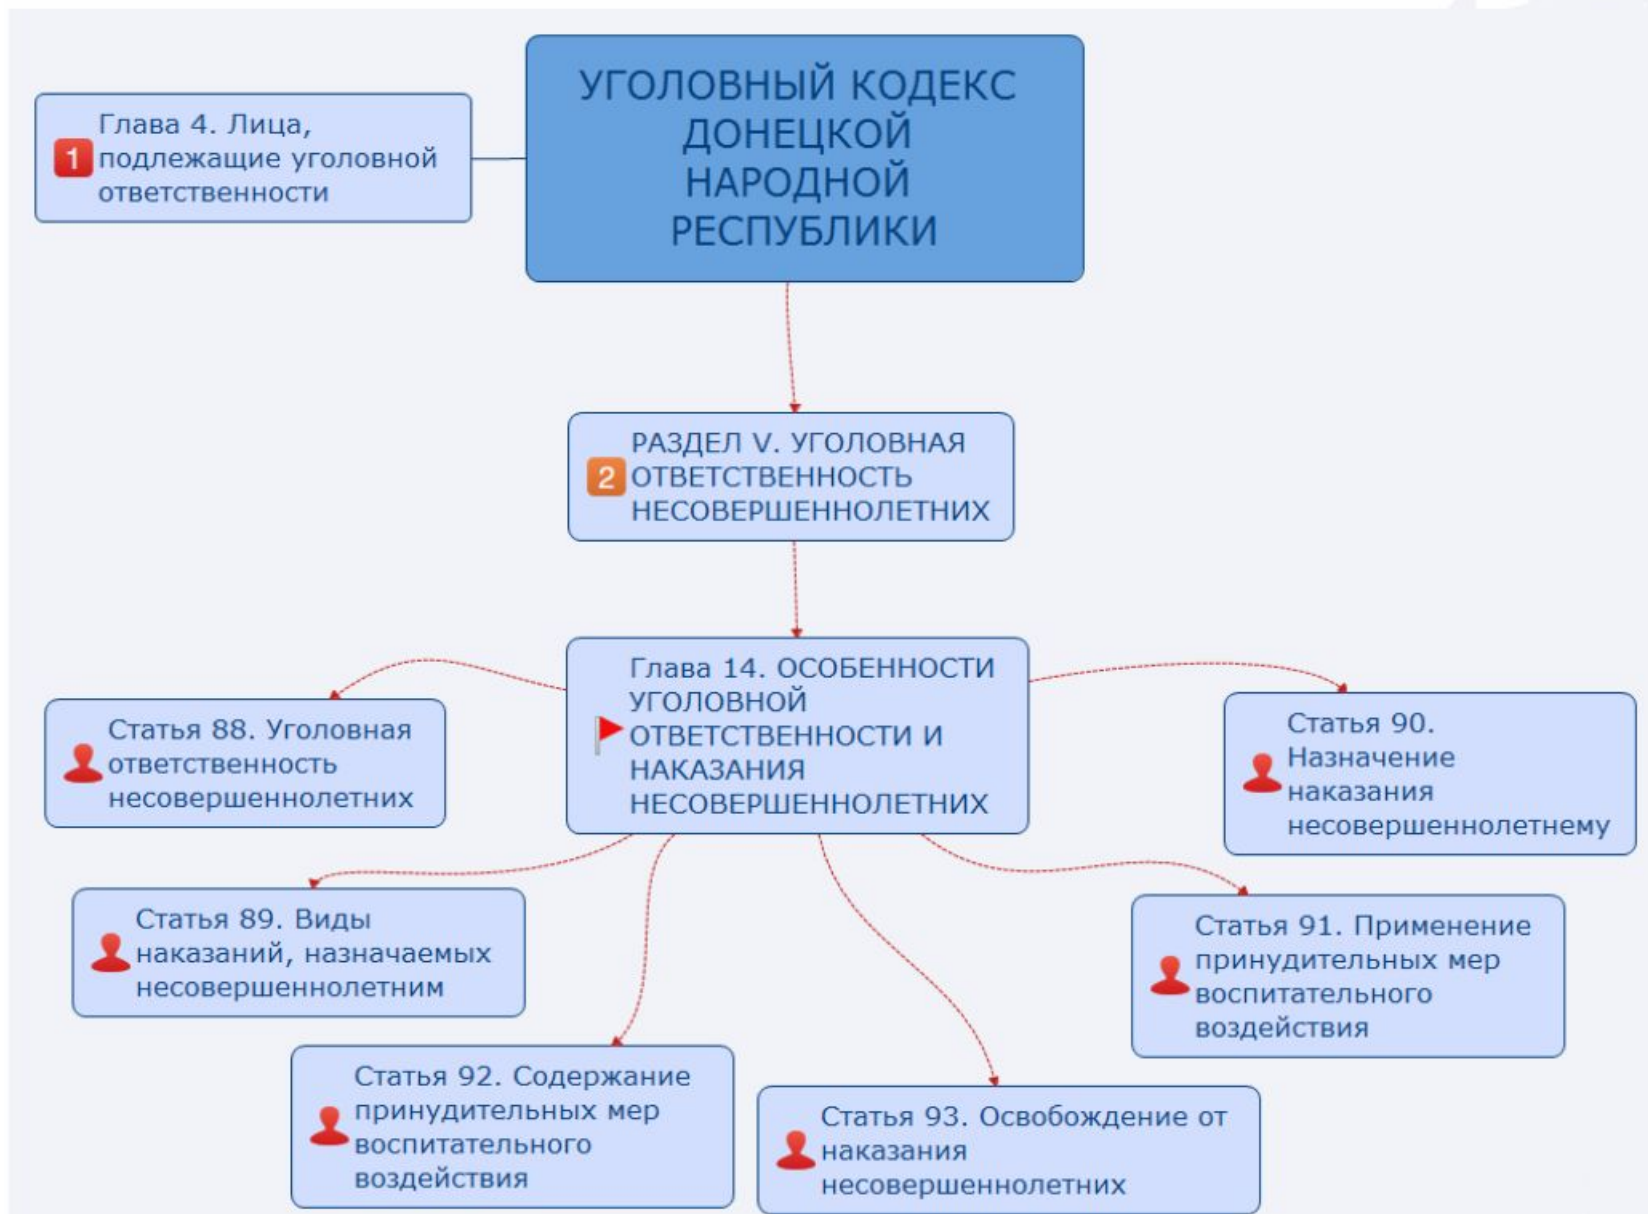 УГОЛОВНЫЙ КОДЕКС
ДОНЕЦКОЙ
НАРОДНОЙ
РЕСПУБЛИКИ
1
Глава 4. Лица,
подлежащие уголовной
ответственности
2
РАЗДЕЛ V. УГОЛОВНАЯ
ОТВЕТСТВЕННОСТЬ
НЕСОВЕРШЕННОЛЕТНИХ
Глава 14. ОСОБЕННОСТИ
УГОЛОВНОЙ
ОТВЕТСТВЕННОСТИ И
НАКАЗАНИЯ
НЕСОВЕРШЕННОЛЕТНИХ
Статья 88. Уголовная
ответственность
несовершеннолетних
Статья 89. Виды
наказаний, назначаемых
несовершеннолетним
Статья 90.
Назначение
наказания
несовершеннолетнему
Статья 91. Применение
принудительных мер
воспитательного
воздействия
Статья 92. Содержание
принудительных мер
воспитательного
воздействия
Статья 93. Освобождение от
наказания
несовершеннолетних